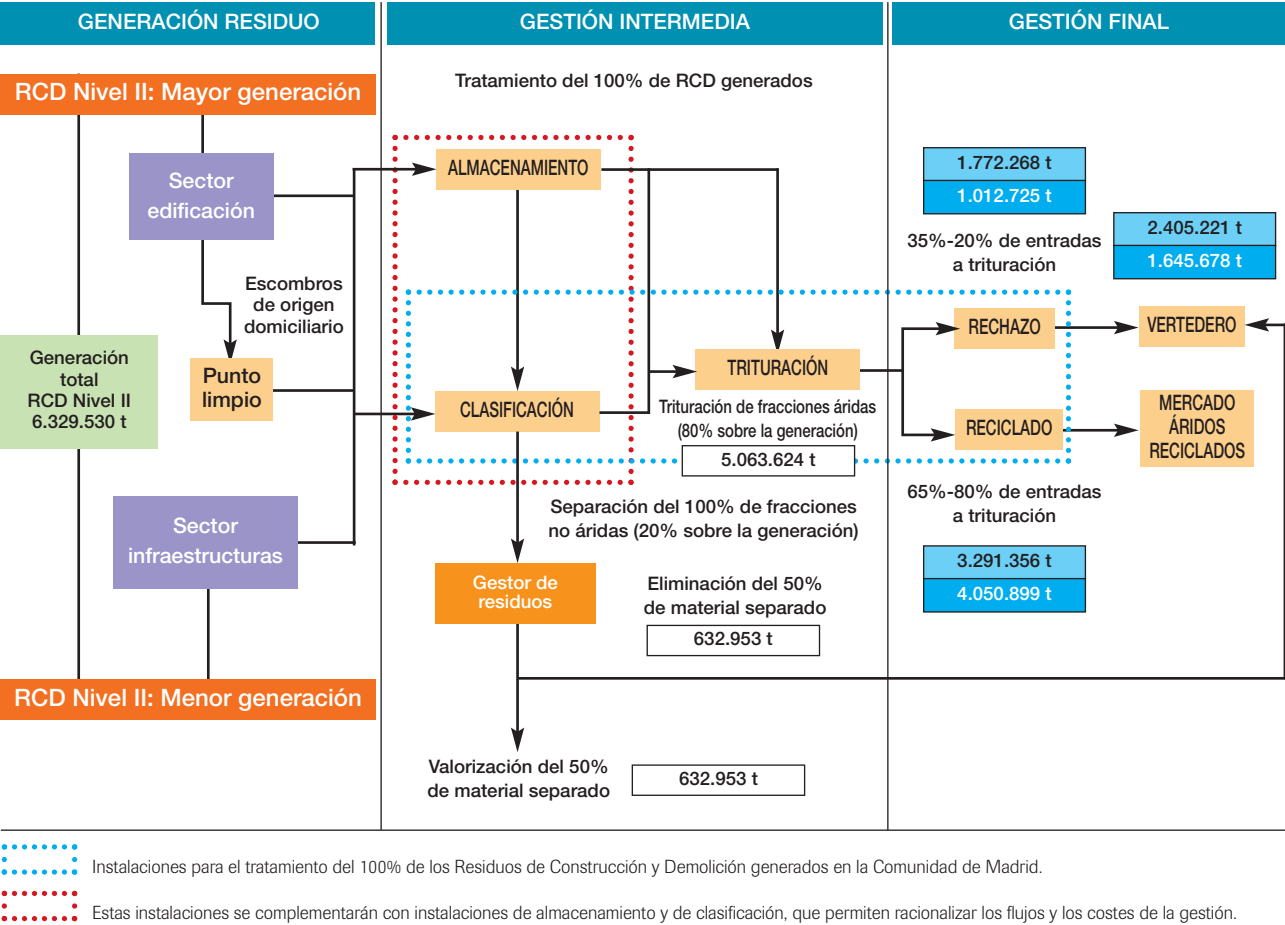 GENERACIÓN RESIDUO
GESTIÓN INTERMEDIA
GESTIÓN FINAL
RCD Nivel II: Mayor generación
Sector
edificación
Escombros
de origen
domiciliario
Generación
total
RCD Nivel II
6.329.530 t
Punto
limpio
Sector
infraestructuras
RCD Nivel II: Menor generación
Tratamiento del 100% de RCD generados
ALMACENAMIENTO
CLASIFICACIÓN
TRITURACIÓN
Trituración de fracciones áridas
(80% sobre la generación)
5.063.624 t
Separación del 100% de fracciones
no áridas (20% sobre la generación)
Gestor de
residuos
Eliminación del 50%
de material separado
632.953 t
Valorización del 50%
de material separado
632.953 t
1.772.268 t
1.012.725 t
35%-20% de entradas
a trituración
2.405.221 t
1.645.678 t
RECHAZO
VERTEDERO
RECICLADO
MERCADO
ÁRIDOS
RECICLADOS
65%-80% de entradas
a trituración
3.291.356 t
4.050.899 t
Instalaciones para el tratamiento del 100% de los Residuos de Construcción y Demolición generados en la Comunidad de Madrid.
Estas instalaciones se complementarán con instalaciones de almacenamiento y de clasificación, que permiten racionalizar los flujos y los costes de la gestión.